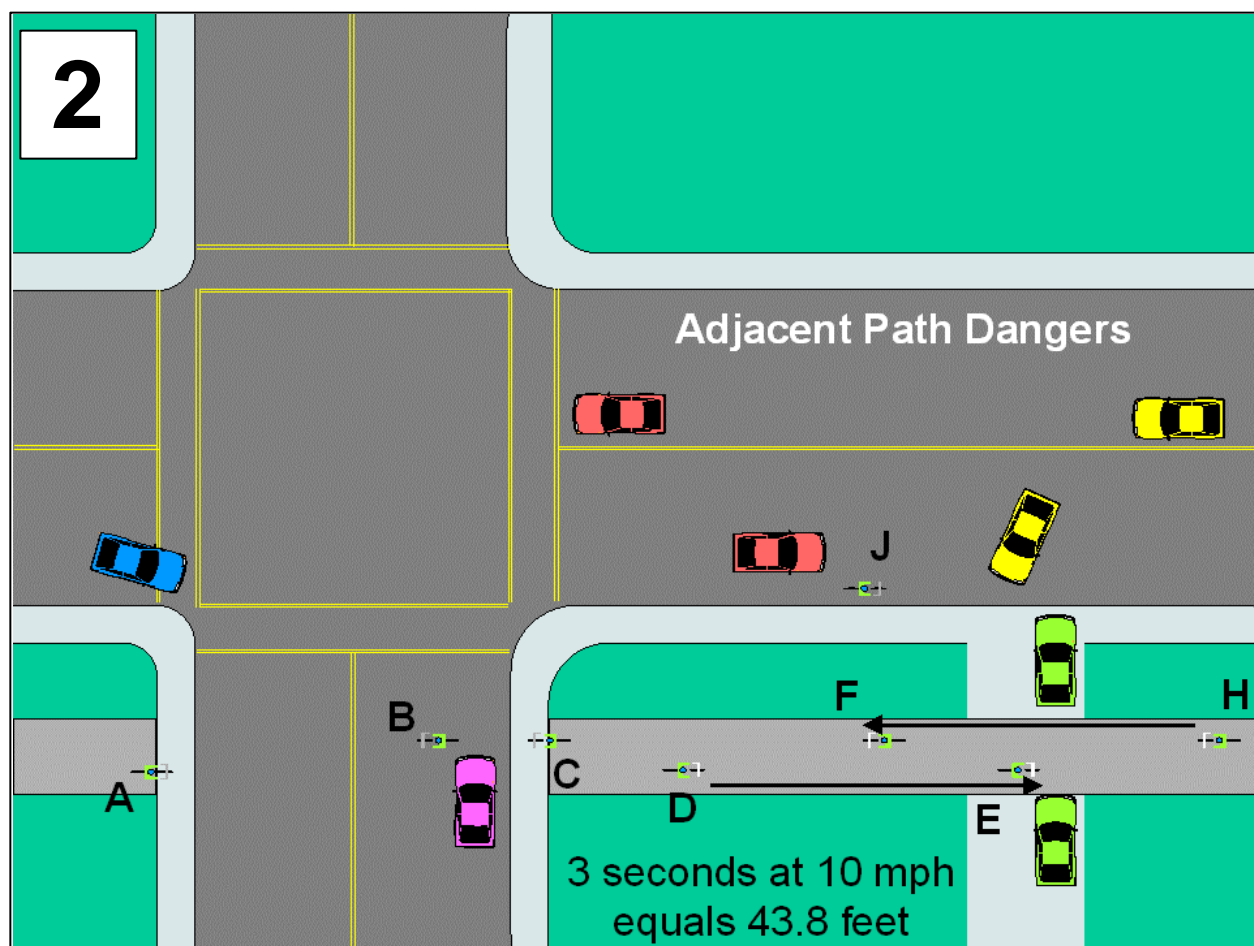 2
Adjacent Path Dangers
J
B
F
H
C
A
D
E
3 seconds at 10 mph
equals 43.8 feet